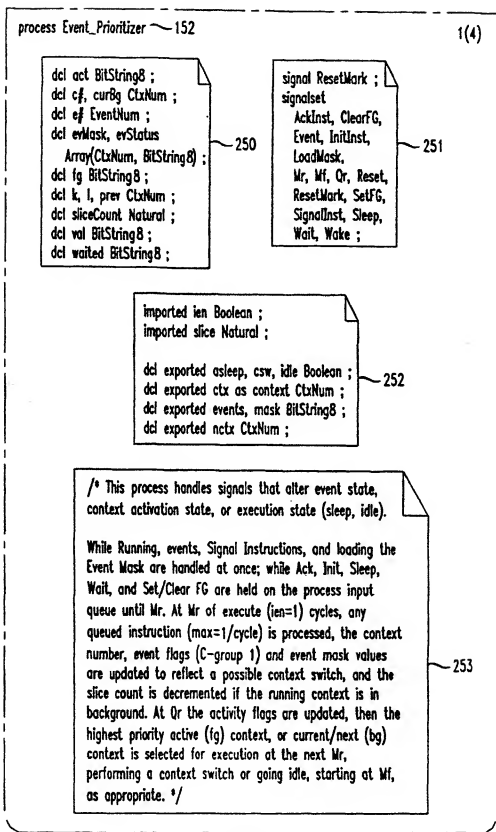 process Event_Prioritizer 152
1(4)
dcl act BitString8 ;
dcl c#, curBg CtxNum ;
dcl e# EventNum ;
dcl evMask, evStatus
Array(CtxNum, BitString8) ;
dcl fg BitString8 ;
dcl k, l, prev CtxNum ;
dcl sliceCount Natural ;
dcl val BitString8 ;
dcl waited BitString8 ;
250
signal ResetMark ;
signalset
AckInst, ClearFG,
Event, InitInst,
LoadMask,
Mr, Mf, Qr, Reset,
ResetMark, SetFG,
SignalInst, Sleep,
Wait, Wake ;
251
imported ien Boolean ;
imported slice Natural ;
dcl exported asleep, csw, idle Boolean ;
dcl exported ctx as context CtxNum ;
dcl exported events, mask BitString8 ;
dcl exported nctx CtxNum ;
252
/* This process handles signals that alter event state,
context activation state, or execution state (sleep, idle).
While Running, events, Signal Instructions, and loading the
Event Mask are handled at once; while Ack, Init, Sleep,
Wait, and Set/Clear FG are held on the process input
queue until Mr. At Mr of execute (ien=1) cycles, any
queued instruction (max=1/cycle) is processed, the context
number, event flags (C-group 1) and event mask values
are updated to reflect a possible context switch, and the
slice count is decremented if the running context is in
background. At Qr the activity flags are updated, then the
highest priority active (fg) context, or current/next (bg)
context is selected for execution at the next Mr,
performing a context switch or going idle, starting at Mf,
as appropriate. */
253